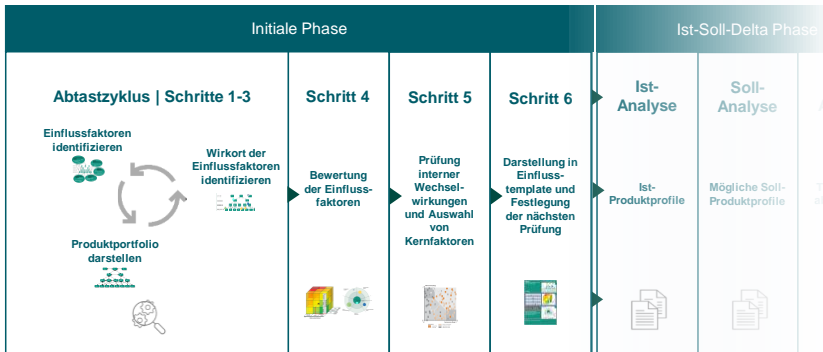 Initiale Phase
Ist-Soll-Delta Phase
Abtastzyklus | Schritte 1-3
Einflussfaktoren
identifizieren
Wirkort der
Einflussfaktoren
identifizieren
Produktportfolio
darstellen
Schritt 4
Bewertung
der Einfluss-
faktoren
Schritt 5
Prüfung
interner
Wechsel-
wirkungen
und Auswahl
von
Kernfaktoren
Schritt 6
Darstellung in
Einfluss-
template und
Festlegung
der nächsten
Prüfung
Ist-
Analyse
Ist-
Produktprofile
Soll-
Analyse
Mögliche Soll-
Produktprofile